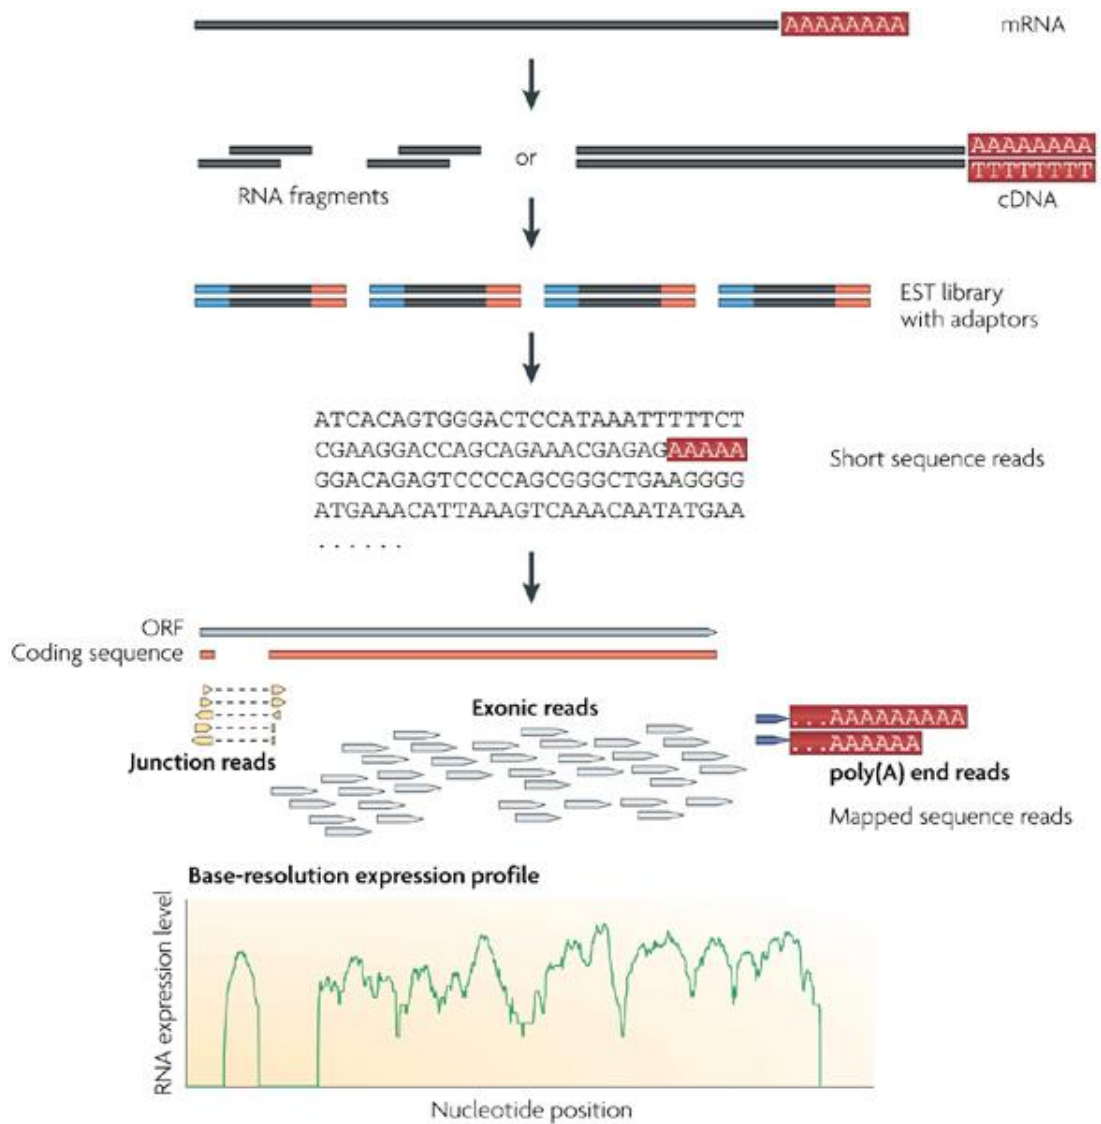 AAAAAAAA mRNA
or
AAAAAAAA
TTTTTTTT
RNA fragments
cDNA
EST library
with adaptors
ATCACAGTGGGACTCCATAAATTTTTCT
CGAAGGACCAGCAGAAACGAGAGAAAAA
Short sequence reads
GGACAGAGTCCCCAGCGGGCTGAAGGGG
ATGAAACATTAAAGTCAAACAATATGAA
. . . . . .
ORF
Coding sequence
Junction reads
Exonic reads
...AAAAAAAAA
...AAAAAA
poly(A) end reads
Mapped sequence reads
Base-resolution expression profile
RNA expression level
Nucleotide position